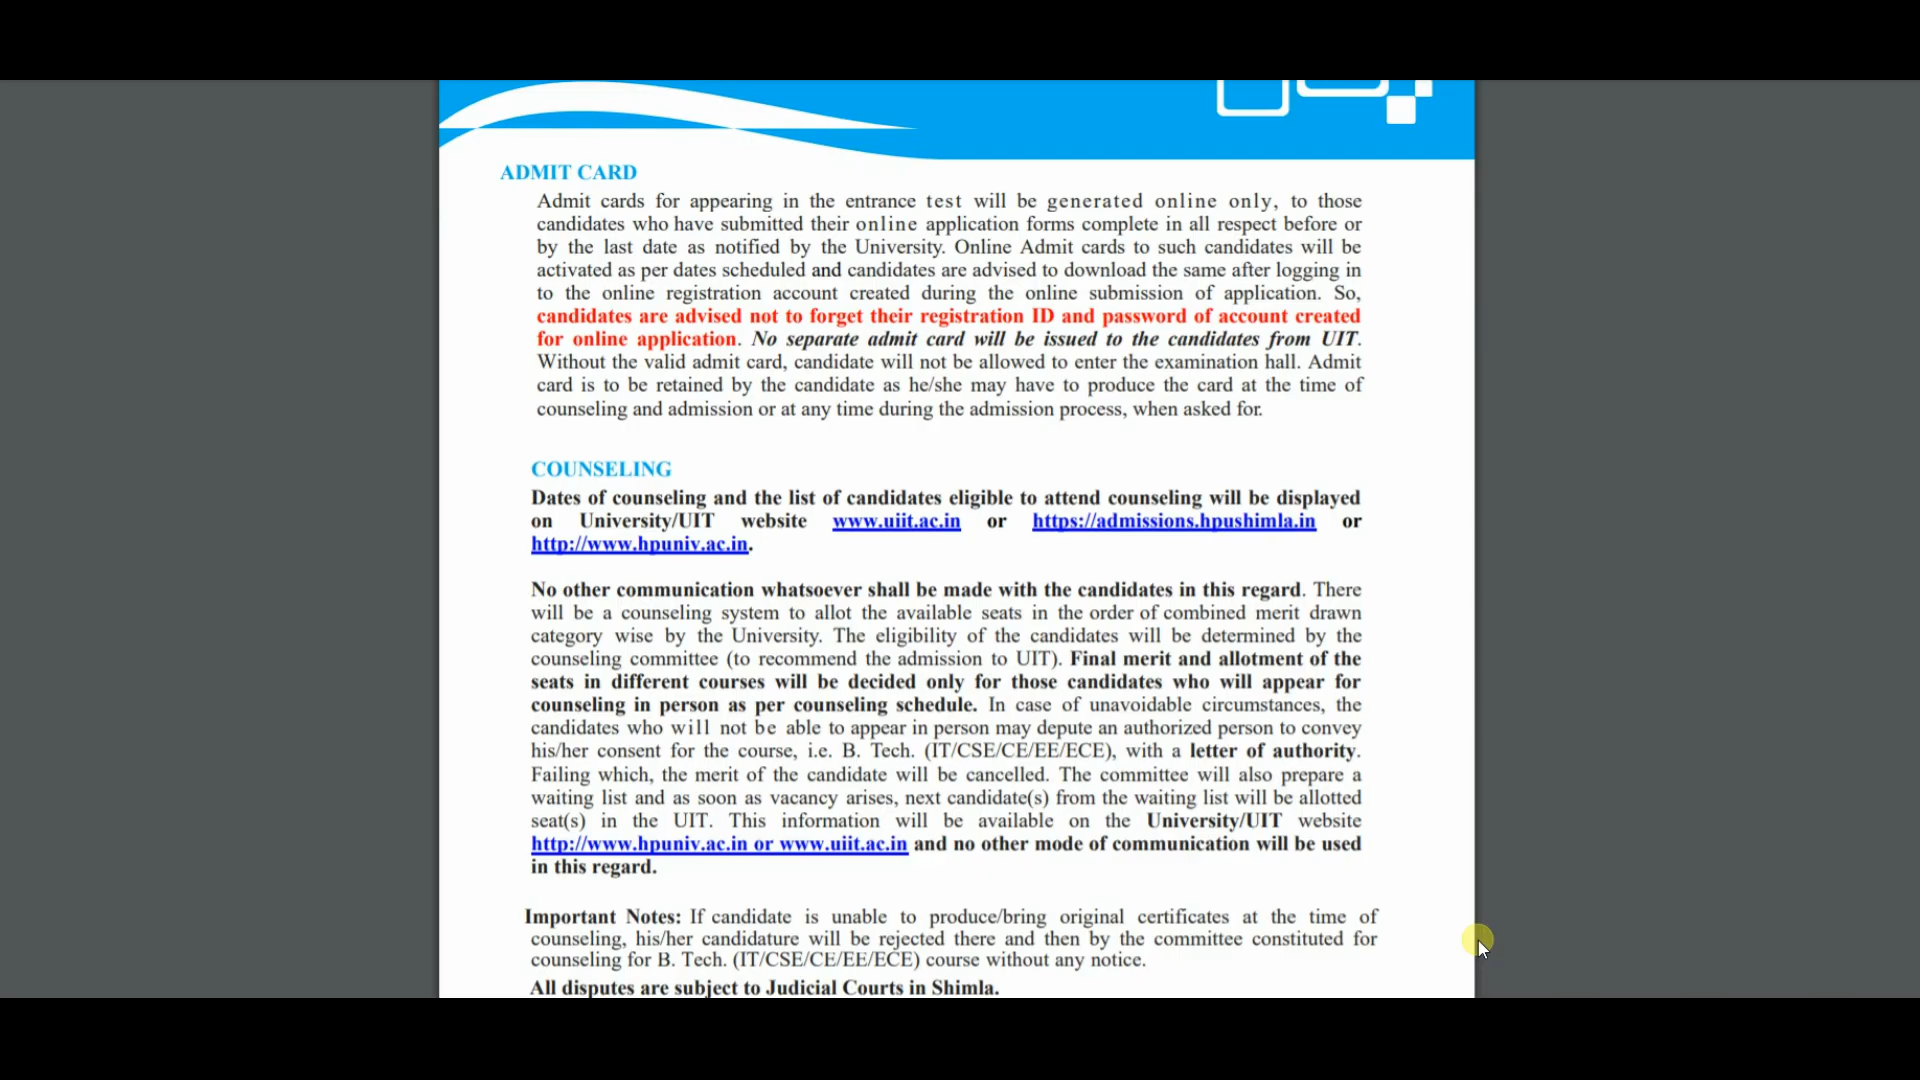 ADMIT CARD
Admit cards for appearing in the entrance test will be generated online only, to those
candidates who have submitted their online application forms complete in all respect before or
by the last date as notified by the University. Online Admit cards to such candidates will be
activated as per dates scheduled and candidates are advised to download the same after logging in
to the online registration account created during the online submission of application. So,
candidates are advised not to forget their registration ID and password of account created
for online application. No separate admit card will be issued to the candidates from UIT.
Without the valid admit card, candidate will not be allowed to enter the examination hall. Admit
card is to be retained by the candidate as he/she may have to produce the card at the time of
counseling and admission or at any time during the admission process, when asked for.
COUNSELING
Dates of counseling and the list of candidates eligible to attend counseling will be displayed
on University/UIT website www.uiit.ac.in or https://admissions.hpushimla.in or
http://www.hpuniv.ac.in.
No other communication whatsoever shall be made with the candidates in this regard. There
will be a counseling system to allot the available seats in the order of combined merit drawn
category wise by the University. The eligibility of the candidates will be determined by the
counseling committee (to recommend the admission to UIT). Final merit and allotment of the
seats in different courses will be decided only for those candidates who will appear for
counseling in person as per counseling schedule. In case of unavoidable circumstances, the
candidates who will not be able to appear in person may depute an authorized person to convey
his/her consent for the course, i.e. B. Tech. (IT/CSE/CE/EE/ECE), with a letter of authority.
Failing which, the merit of the candidate will be cancelled. The committee will also prepare a
waiting list and as soon as vacancy arises, next candidate(s) from the waiting list will be allotted
seat(s) in the UIT. This information will be available on the University/UIT website
http://www.hpuniv.ac.in or www.uiit.ac.in and no other mode of communication will be used
in this regard.
Important Notes: If candidate is unable to produce/bring original certificates at the time of
counseling, his/her candidature will be rejected there and then by the committee constituted for
counseling for B. Tech. (IT/CSE/CE/EE/ECE) course without any notice.
All disputes are subject to Judicial Courts in Shimla.